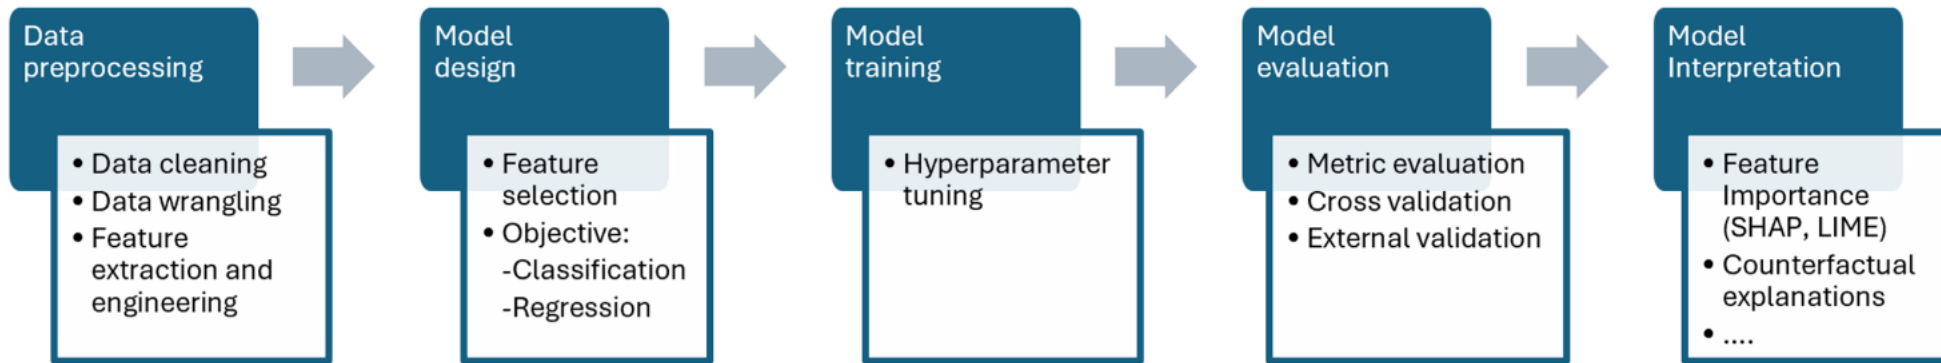 Data
preprocessing
• Data cleaning
• Data wrangling
• Feature
extraction and
engineering
Model
design
• Feature
selection
• Objective:
-Classification
-Regression
Model
training
• Hyperparameter
tuning
Model
evaluation
• Metric evaluation
• Cross validation
• External validation
Model
Interpretation
• Feature
Importance
(SHAP, LIME)
• Counterfactual
explanations
• ....